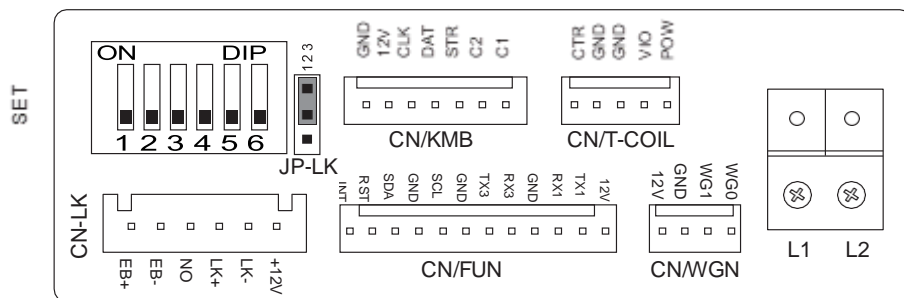 SET
ON DIP
1 2 3 4 5 6
1 2 3
JP-LK
GND 12V CLK DAT STR C2 C1
CN/KMB
CTR GND GND VIO POW
CN/T-COIL
CN-LK
EB+ EB- NO LK+ LK- +12V
INT RST SDA GND SCL GND TX3 RX3 GND RX1 TX1 12V
CN/FUN
12V GND WG1 WG0
CN/WGN
L1 L2